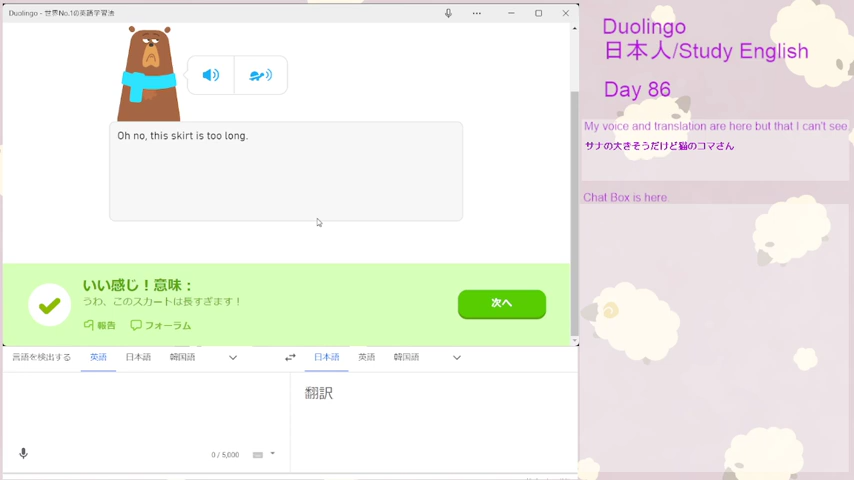 Duolingo - 世界No.1の英語学習法
Oh no, this skirt is too long.
いい感じ！意味：
うわ、このスカートは長すぎます！
報告 フォーラム
次へ
言語を検出する 英語 日本語 韓国語
日本語 英語 韓国語
翻訳
0 / 5,000
Duolingo
日本人/Study English
Day 86
My voice and translation are here but that I can't see
サナの大きそうだけど猫のコマさん
Chat Box is here.